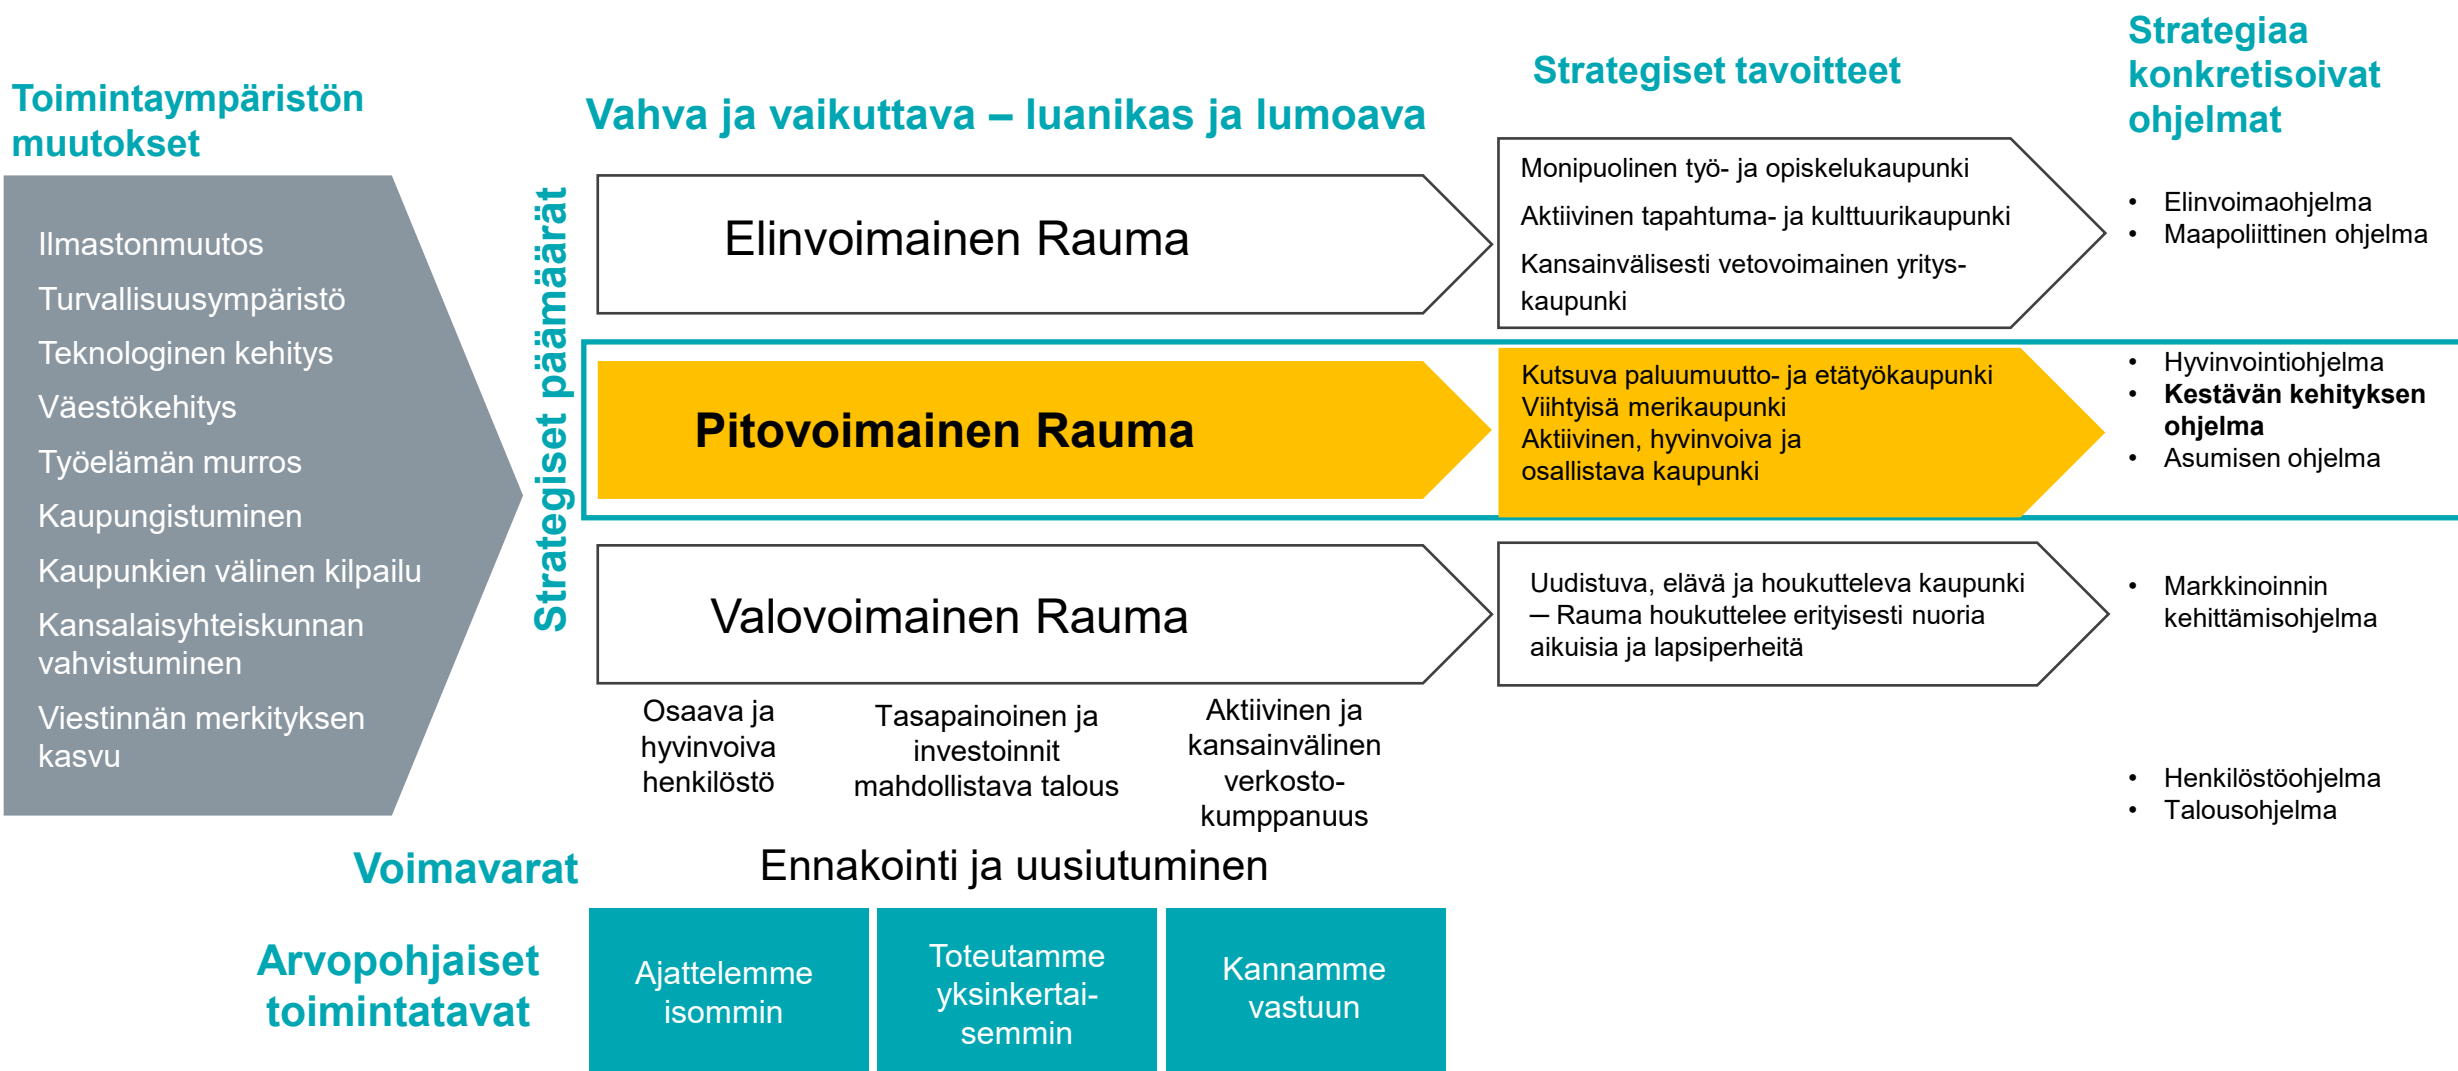 Toimintaympäristön
muutokset
Ilmastonmuutos
Turvallisuusympäristö
Teknologinen kehitys
Väestökehitys
Työelämän murros
Kaupungistuminen
Kaupunkien välinen kilpailu
Kansalaisyhteiskunnan
vahvistuminen
Viestinnän merkityksen
kasvu
Vahva ja vaikuttava – luanikas ja lumoava
Strategiset päämäärät
Elinvoimainen Rauma
Pitovoimainen Rauma
Valovoimainen Rauma
Strategiset tavoitteet
Monipuolinen työ- ja opiskelukaupunki
Aktiivinen tapahtuma- ja kulttuurikaupunki
Kansainvälisesti vetovoimainen yritys-
kaupunki
Kutsuva paluumuutto- ja etätyökaupunki
Viihtyisä merikaupunki
Aktiivinen, hyvinvoiva ja
osallistava kaupunki
Uudistuva, elävä ja houkutteleva kaupunki
─ Rauma houkuttelee erityisesti nuoria
aikuisia ja lapsiperheitä
Strategiaa
konkretisoivat
ohjelmat
• Elinvoimaohjelma
• Maapoliittinen ohjelma
• Hyvinvointiohjelma
• Kestävän kehityksen
ohjelma
• Asumisen ohjelma
• Markkinoinnin
kehittämisohjelma
• Henkilöstöohjelma
• Talousohjelma
Osaava ja
hyvinvoiva
henkilöstö
Tasapainoinen ja
investoinnit
mahdollistava talous
Aktiivinen ja
kansainvälinen
verkosto-
kumppanuus
Voimavarat
Ennakointi ja uusiutuminen
Arvopohjaiset
toimintatavat
Ajattelemme
isommin
Toteutamme
yksinkertai-
semmin
Kannamme
vastuun